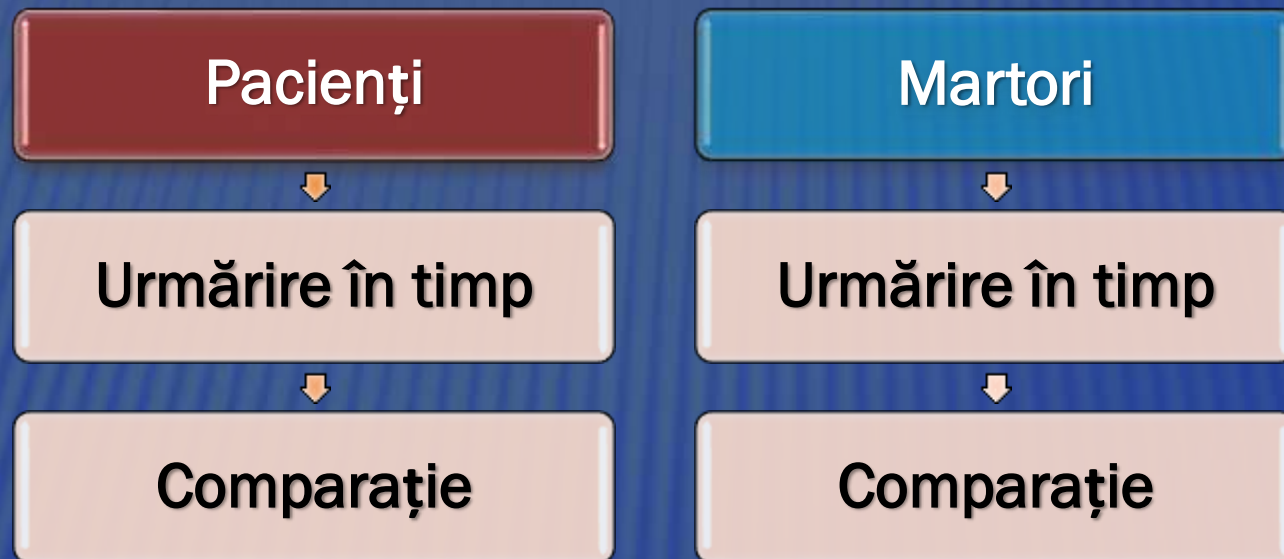 Pacienți
Martori
Urmărire în timp
Urmărire în timp
Comparație
Comparație